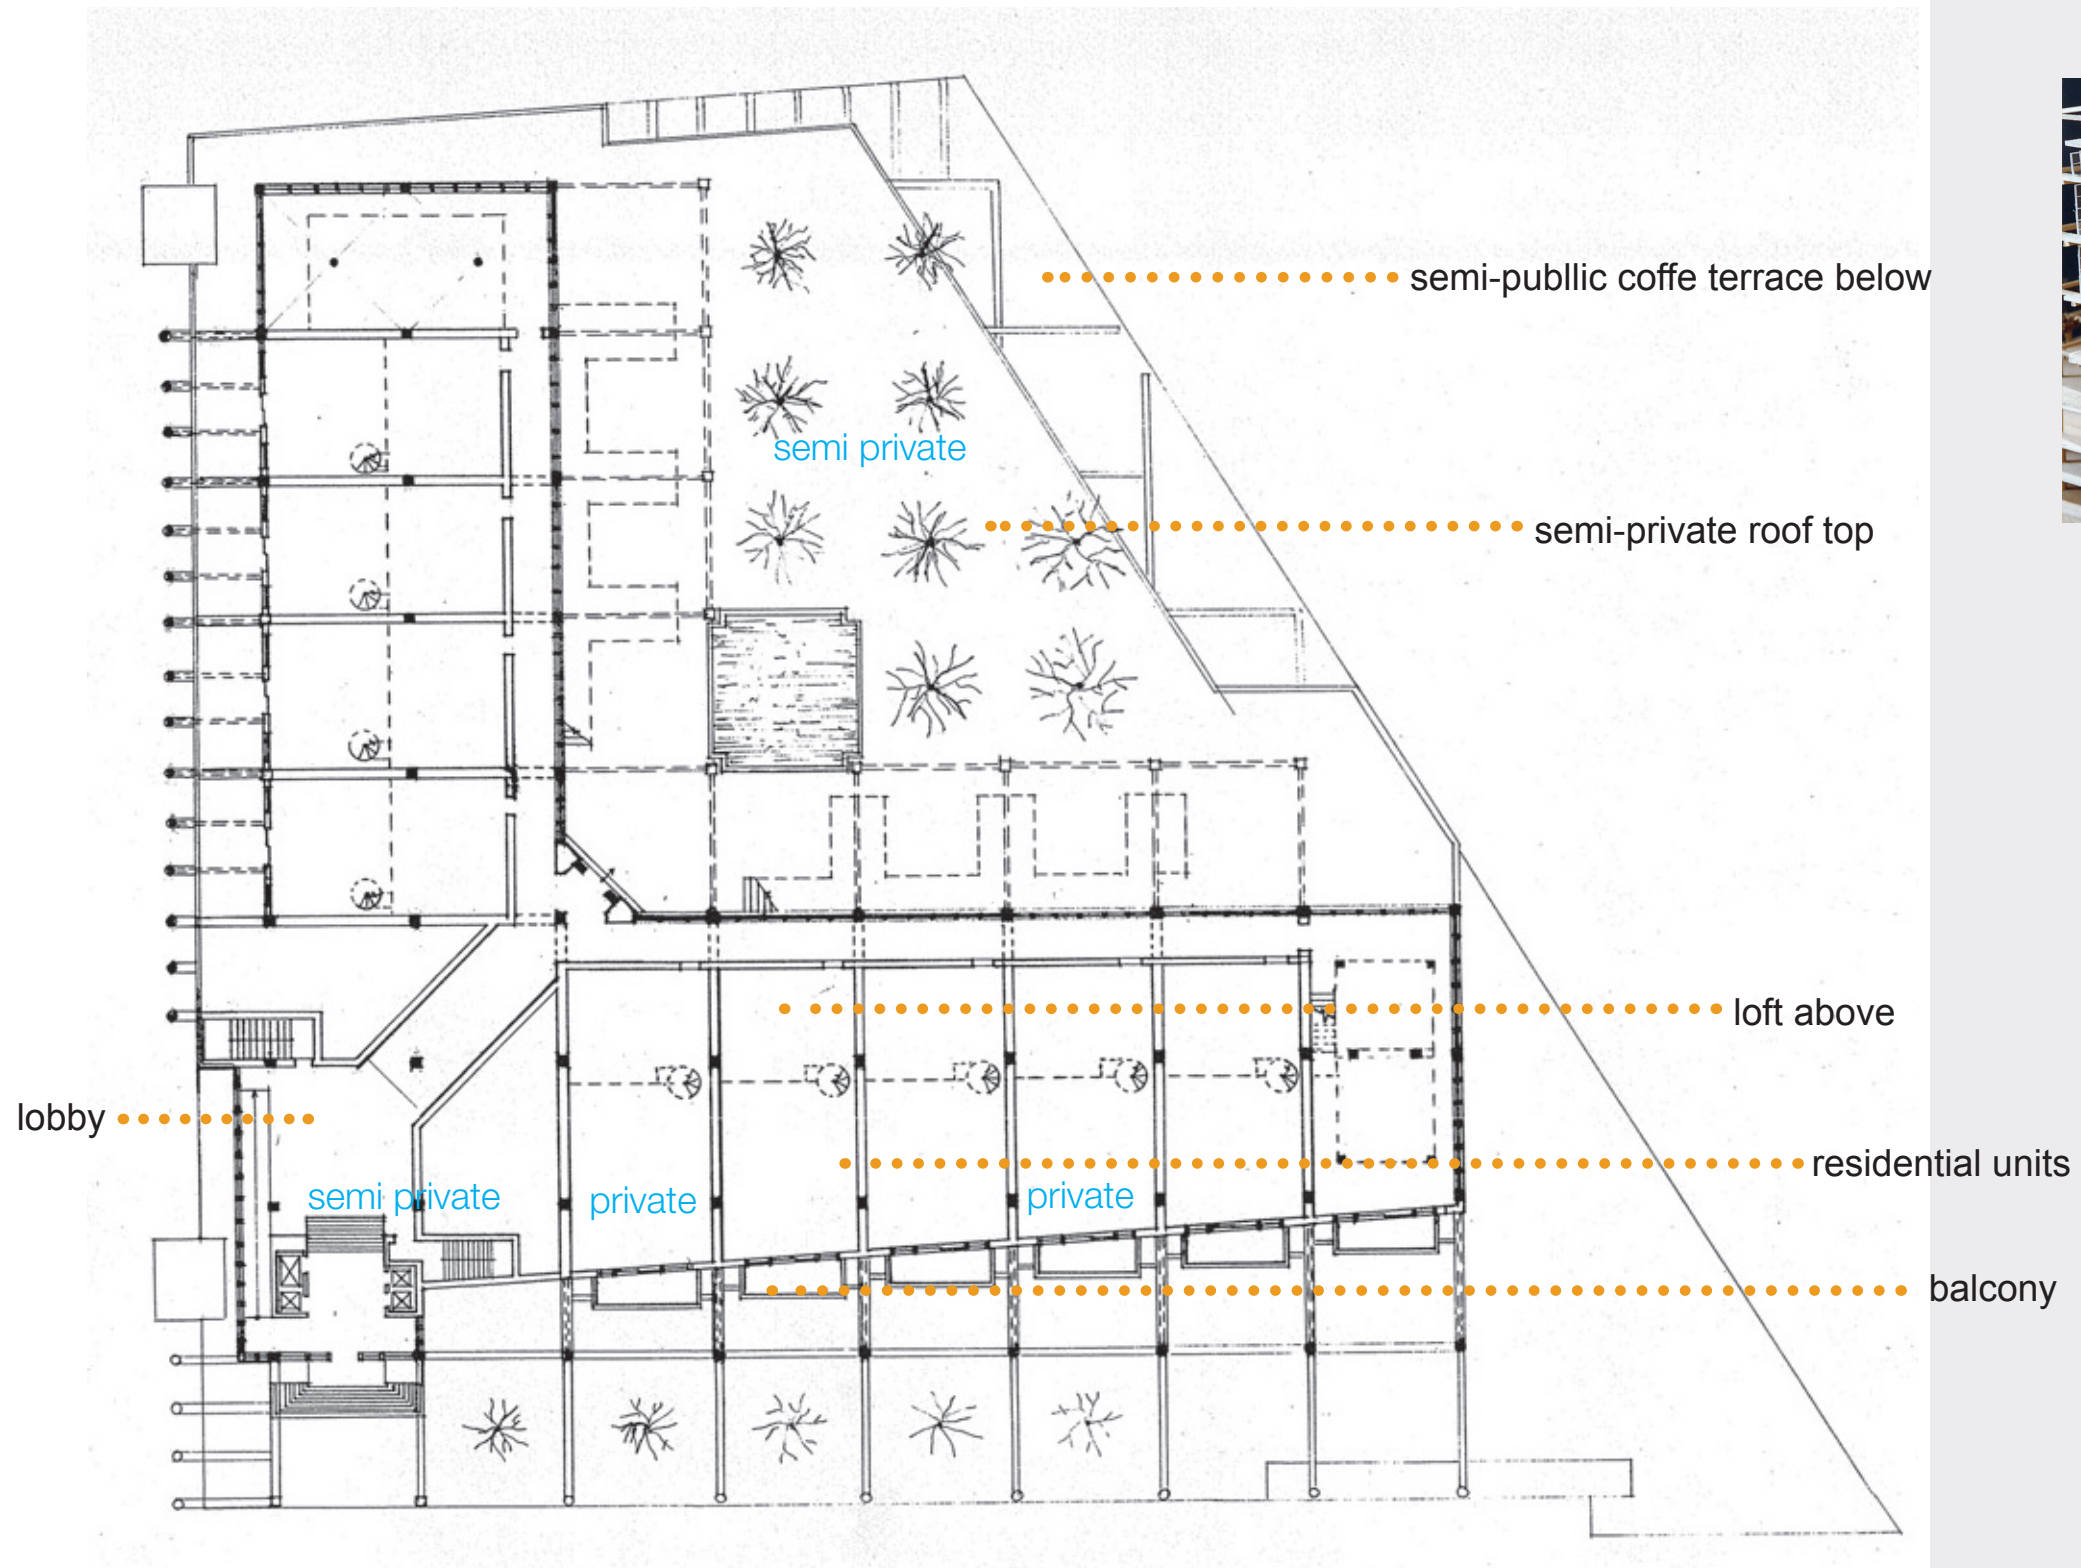 semi-publlic coffe terrace below
semi private
semi-private roof top
loft above
lobby
residential units
semi private
private
private
balcony